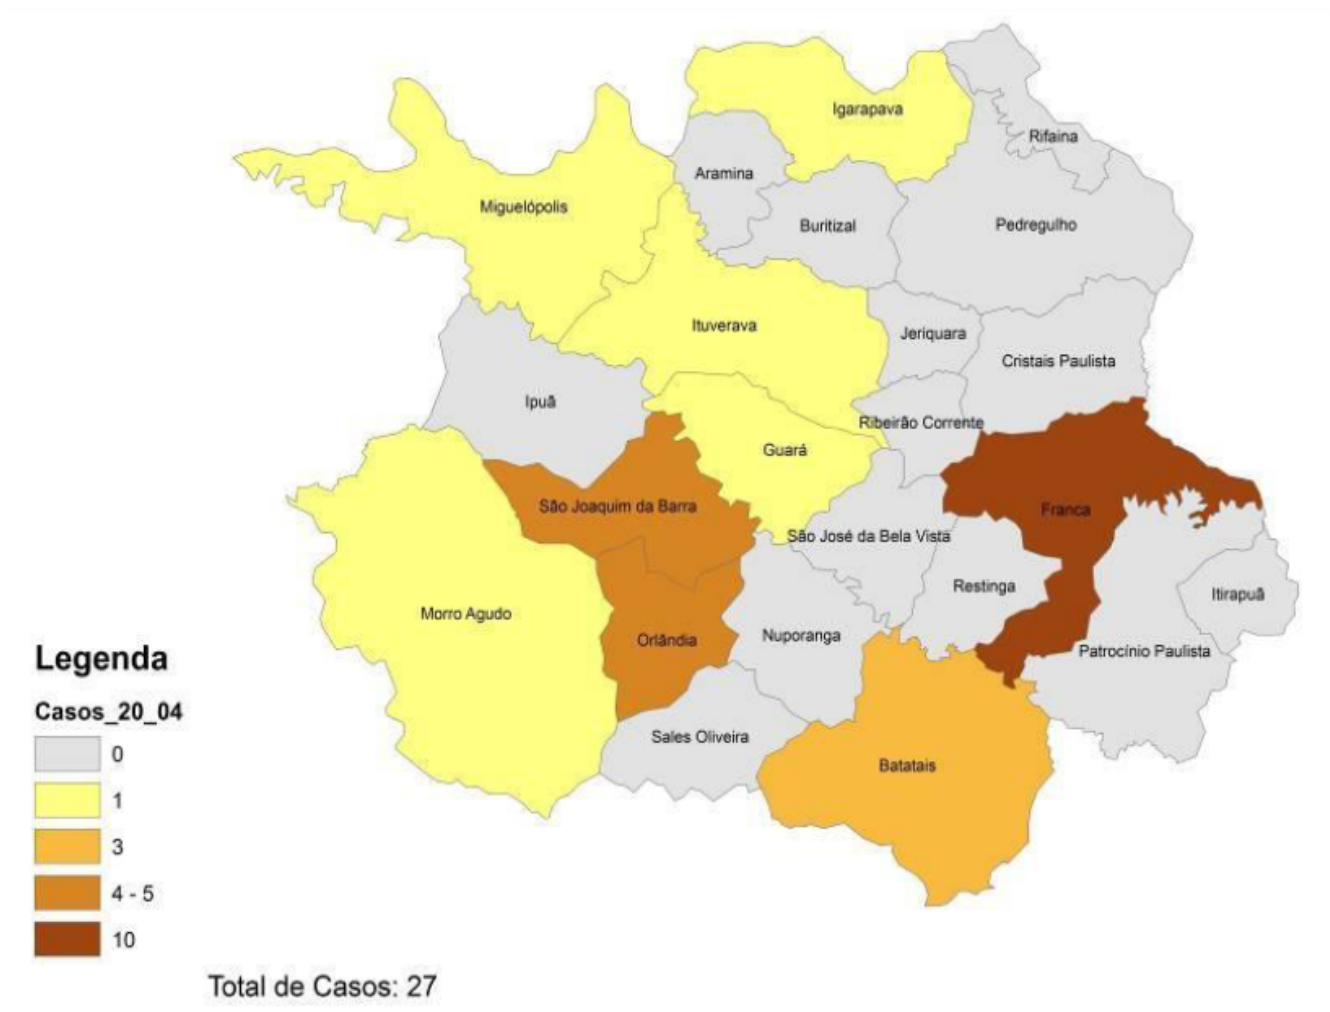 Igarapava
Rifaina
Aramina
Miguelópolis
Buritizal
Pedregulho
Ituverava
Jeriquara
Cristais Paulista
Ipuã
Ribeirão Corrente
Guará
São Joaquim da Barra
Franca
São José da Bela Vista
Restinga
Itirapuã
Morro Agudo
Orlândia
Nuporanga
Patrocínio Paulista
Sales Oliveira
Batatais
Legenda
Casos_20_04
0
1
3
4 - 5
10
Total de Casos: 27